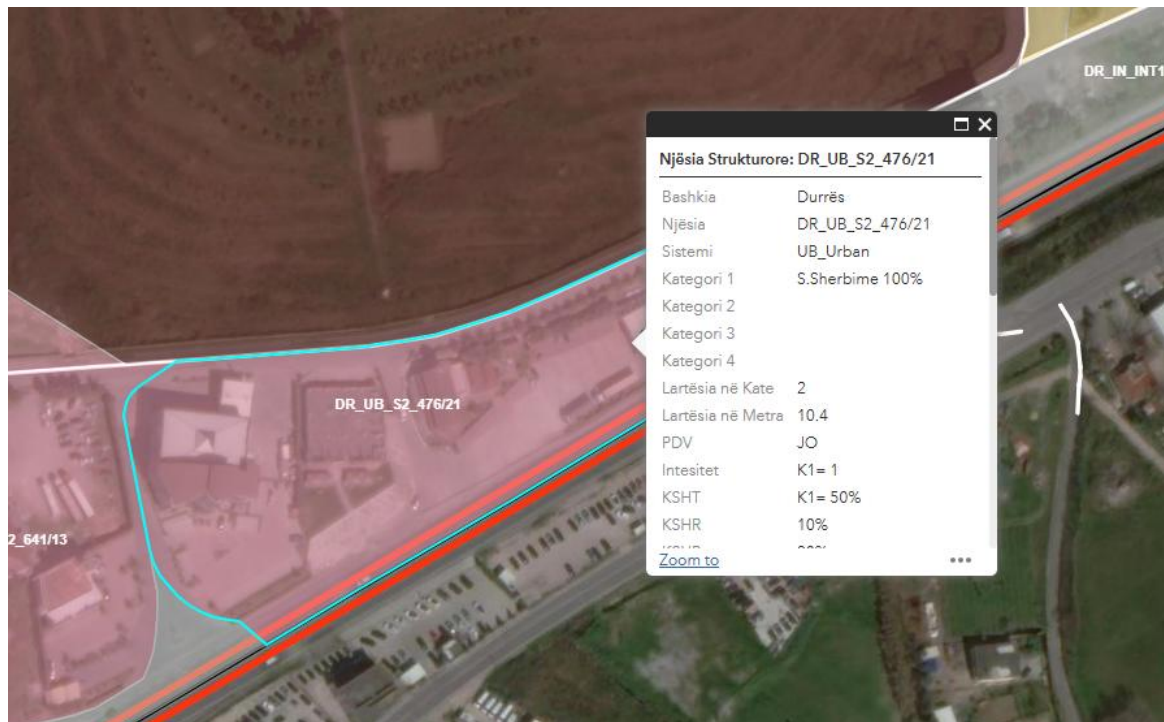 DR_IN_INT1
Njësia Strukturore: DR_UB_S2_476/21
Bashkia Durrës
Njësia DR_UB_S2_476/21
Sistemi UB_Urban
Kategori 1 S.Sherbime 100%
Kategori 2
Kategori 3
Kategori 4
Lartësia në Kate 2
Lartësia në Metra 10.4
PDV JO
Intesitet K1= 1
KSHT K1= 50%
KSHR 10%
Zoom to
DR_UB_S2_476/21
2_641/13